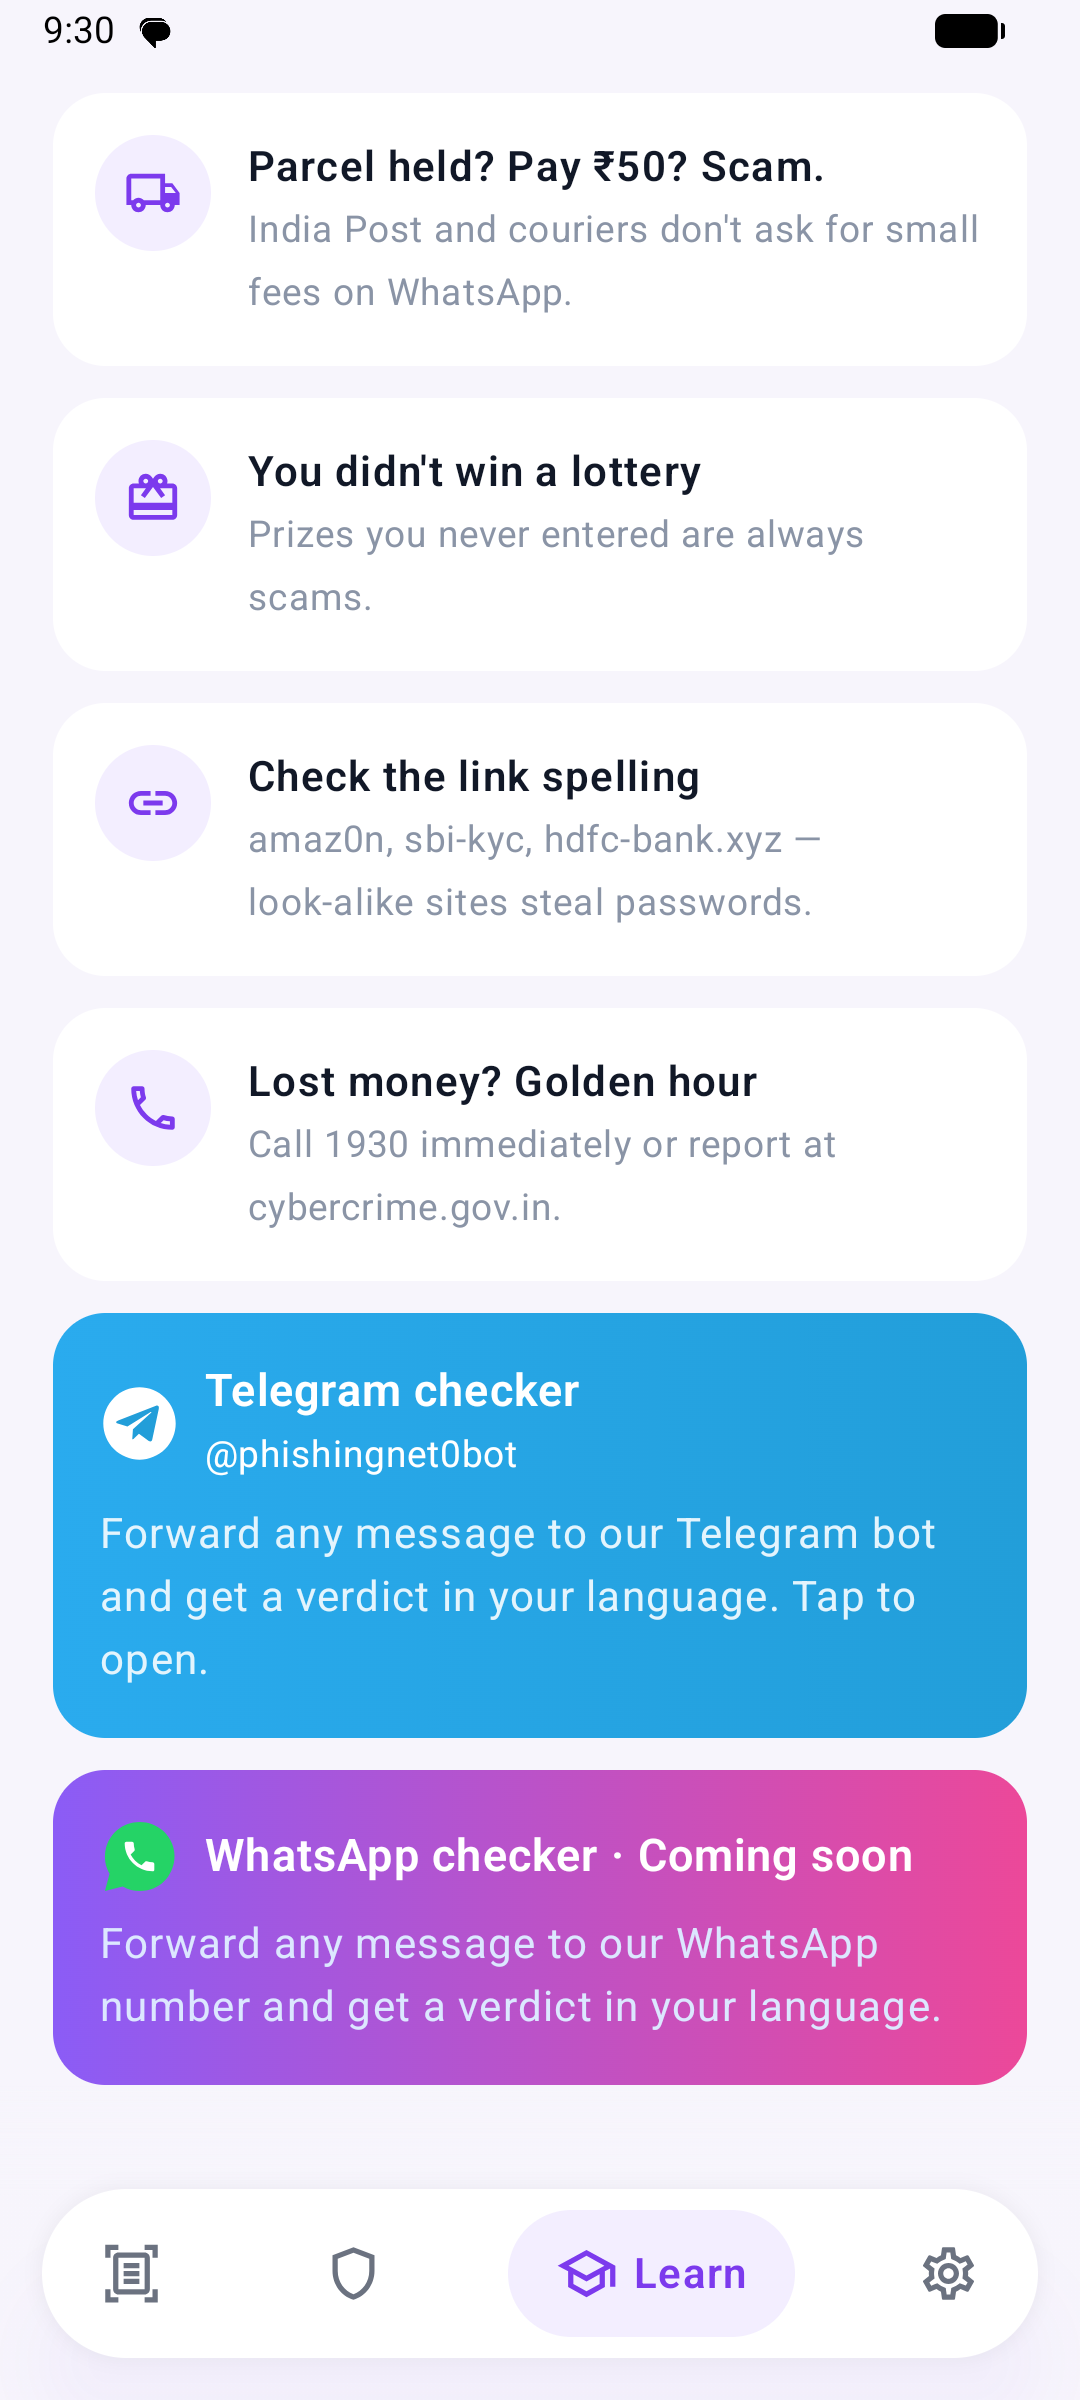 9:30
Parcel held? Pay ₹50? Scam.
India Post and couriers don't ask for small
fees on WhatsApp.
You didn't win a lottery
Prizes you never entered are always
scams.
Check the link spelling
amaz0n, sbi-kyc, hdfc-bank.xyz —
look-alike sites steal passwords.
Lost money? Golden hour
Call 1930 immediately or report at
cybercrime.gov.in.
Telegram checker
@phishingnet0bot
Forward any message to our Telegram bot
and get a verdict in your language. Tap to
open.
WhatsApp checker · Coming soon
Forward any message to our WhatsApp
number and get a verdict in your language.
Learn